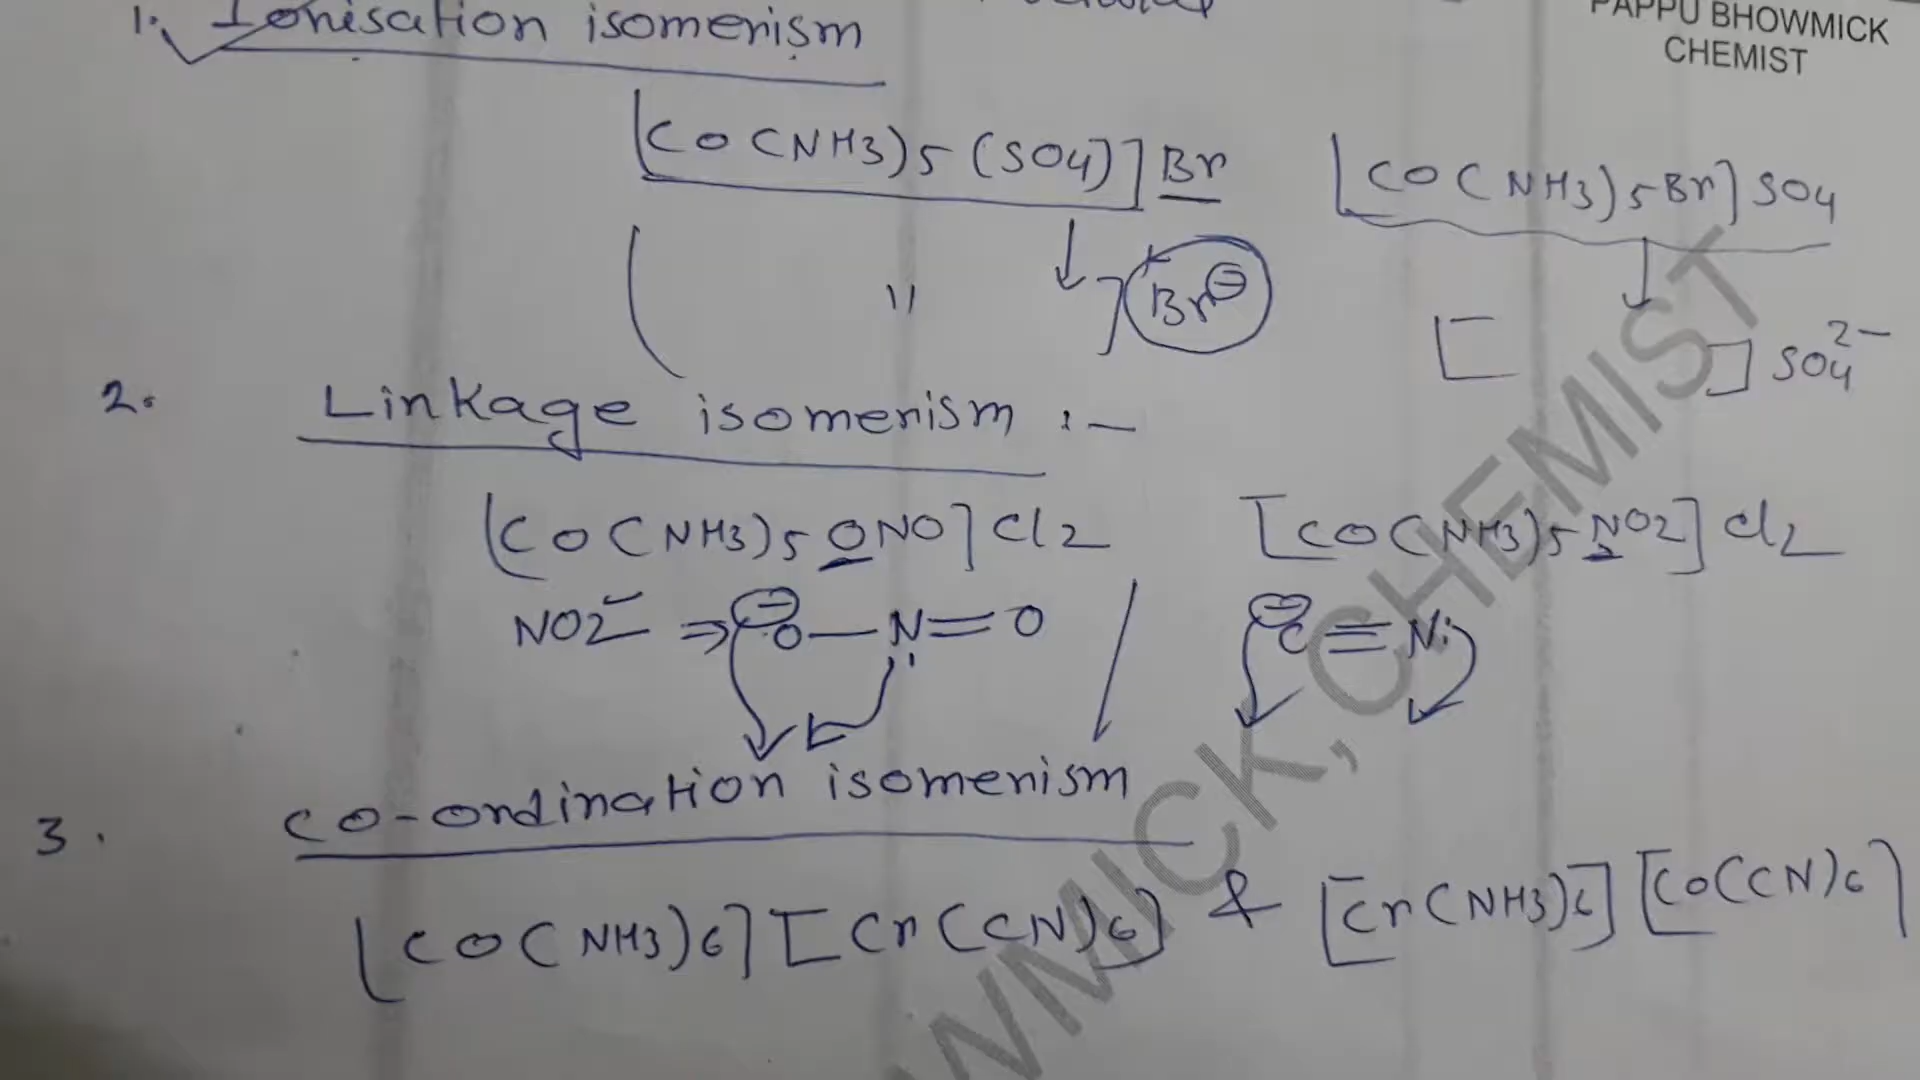 1. Ionisation isomerism
PAPPU BHOWMICK
CHEMIST
[Co(NH3)5(SO4)]Br [Co(NH3)5Br]SO4
( " ] Br⊖ [ ] SO4 2-
2. Linkage isomerism :-
[Co(NH3)5ONO]Cl2 [Co(NH3)5NO2]Cl2
NO2- ⇒ ⊖O—N=O / ⊖C≡N:
3. Co-ordination isomerism
[Co(NH3)6][Cr(CN)6] & [Cr(NH3)6][Co(CN)6]
WMICK, CHEMIST